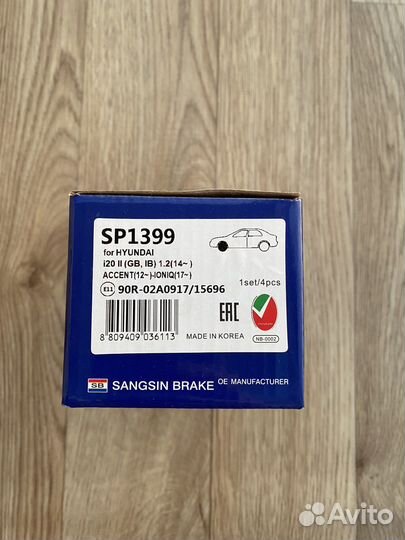 SP1399
for HYUNDAI
i20 II (GB, IB) 1.2(14~)
ACCENT(12~)-IONIQ(17~)
1set/4pcs
E11 90R-02A0917/15696
EAC
8 809409 036113
MADE IN KOREA
NB-0002
SB SANGSIN BRAKE OE MANUFACTURER
Avito